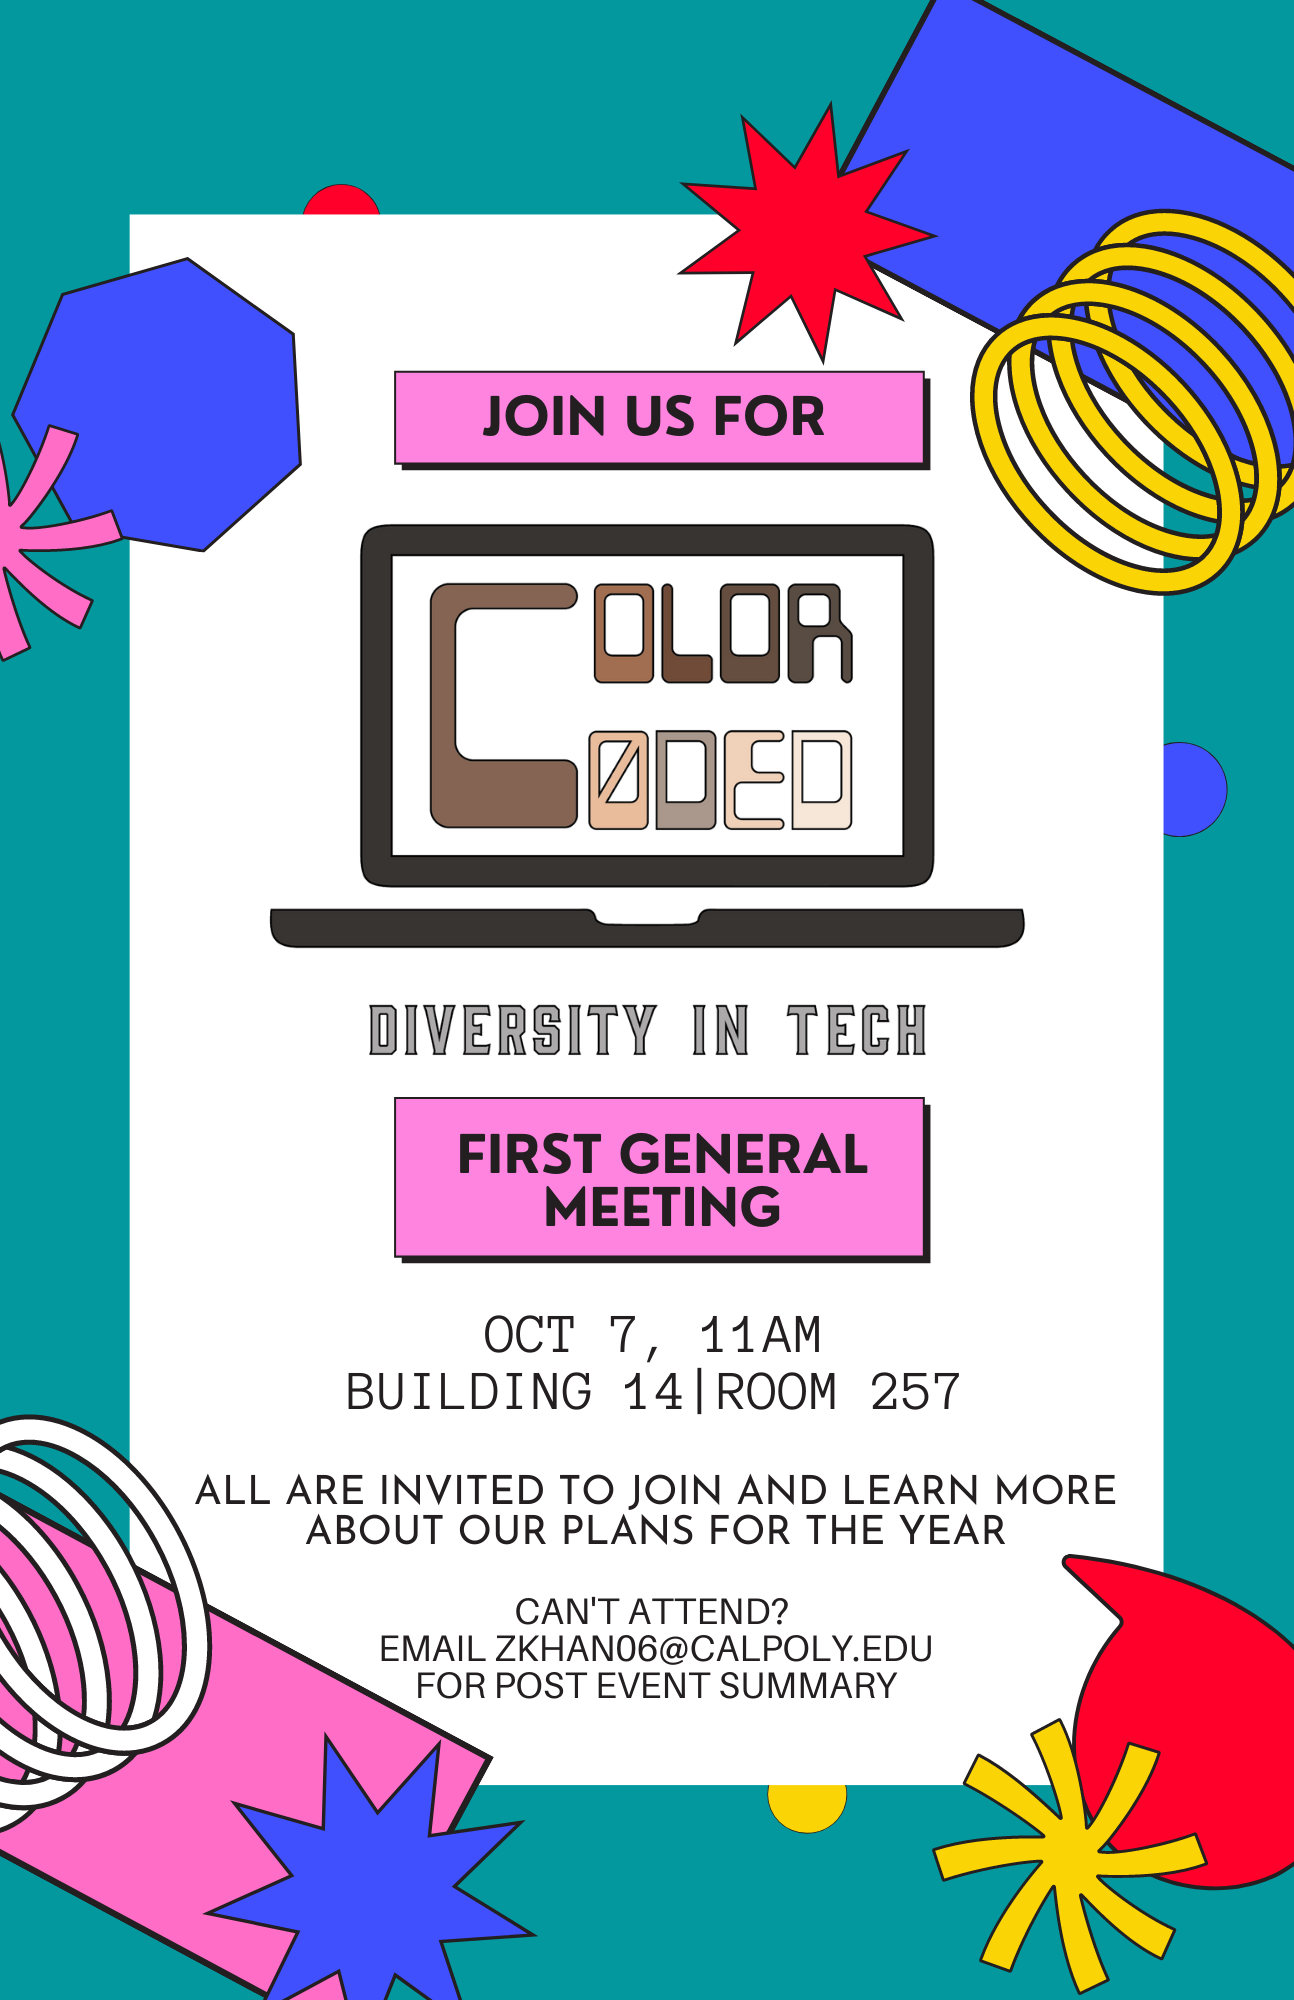 JOIN US FOR
COLOR
CØDED
DIVERSITY IN TECH
FIRST GENERAL
MEETING
OCT 7, 11AM
BUILDING 14|ROOM 257
ALL ARE INVITED TO JOIN AND LEARN MORE
ABOUT OUR PLANS FOR THE YEAR
CAN'T ATTEND?
EMAIL ZKHAN06@CALPOLY.EDU
FOR POST EVENT SUMMARY